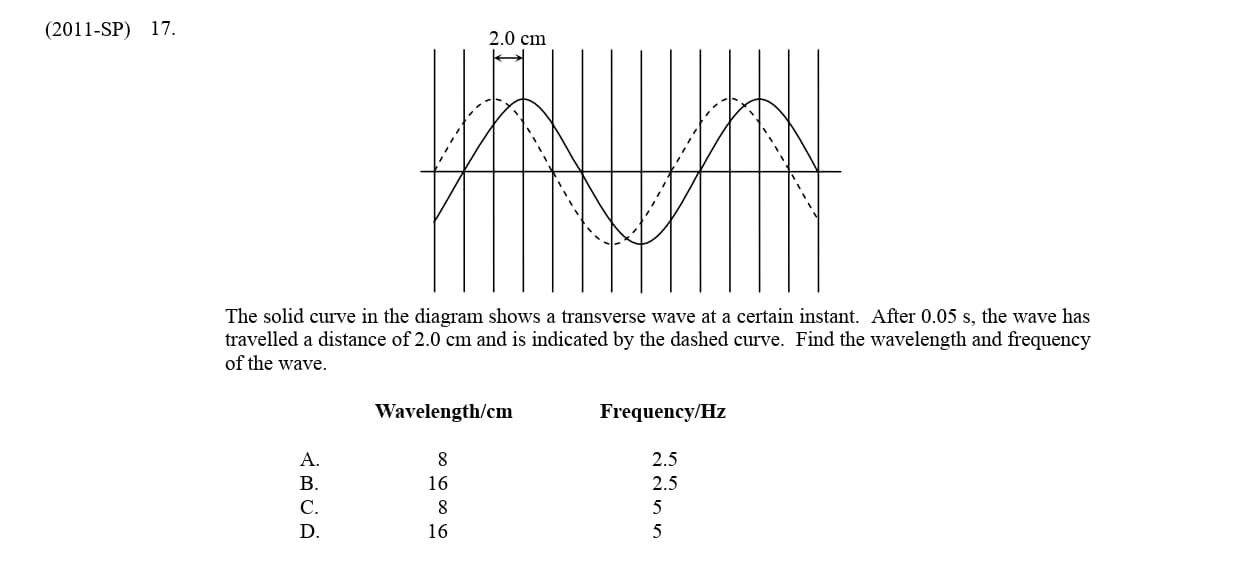 (2011-SP) 17.
2.0 cm
The solid curve in the diagram shows a transverse wave at a certain instant. After 0.05 s, the wave has
travelled a distance of 2.0 cm and is indicated by the dashed curve. Find the wavelength and frequency
of the wave.
Wavelength/cm Frequency/Hz
A. 8 2.5
B. 16 2.5
C. 8 5
D. 16 5